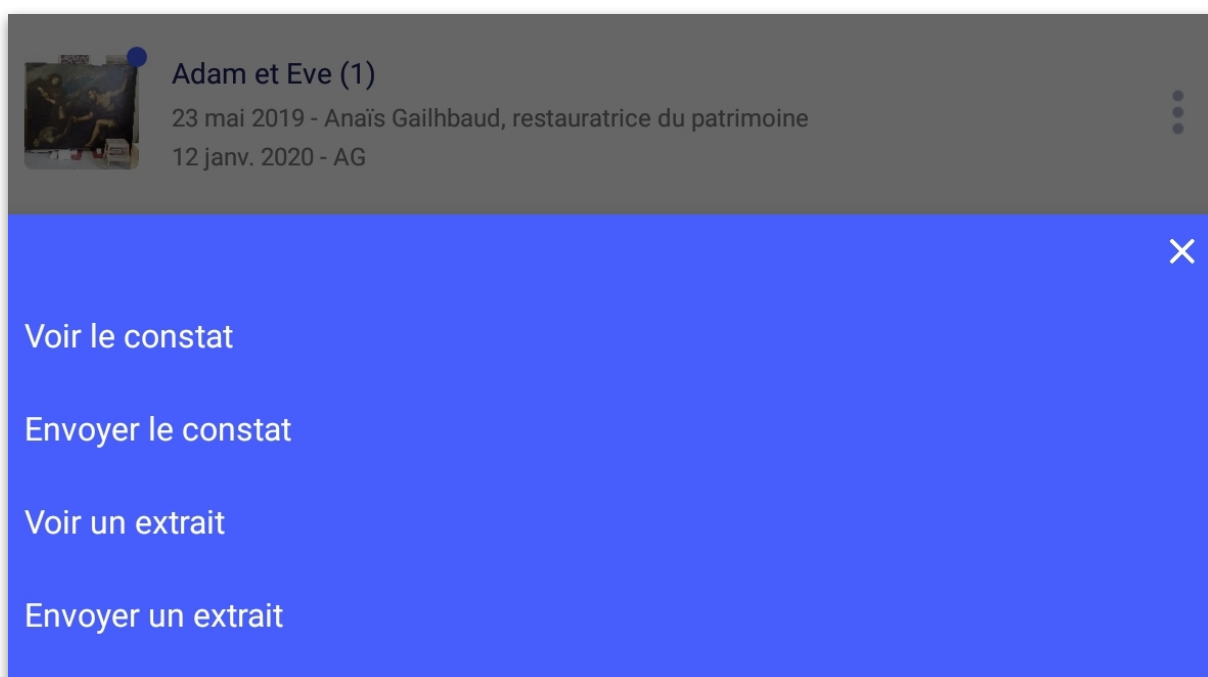 Adam et Eve (1)
23 mai 2019 - Anaïs Gailhbaud, restauratrice du patrimoine
12 janv. 2020 - AG
Voir le constat
Envoyer le constat
Voir un extrait
Envoyer un extrait